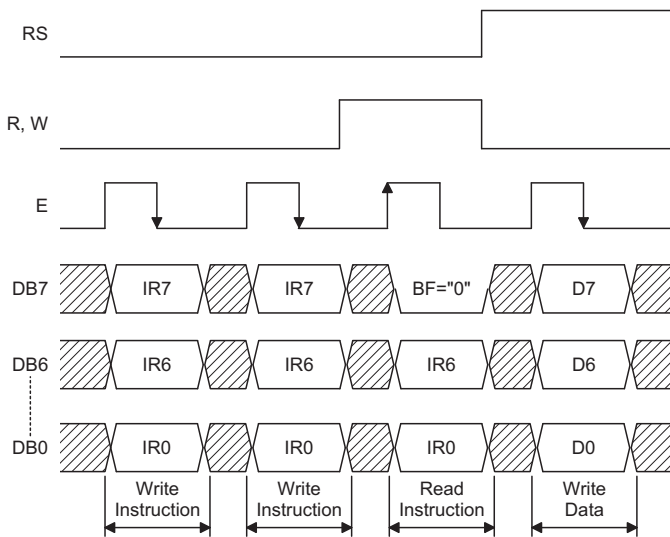 RS
R, W
E
DB7 IR7 IR7 BF="0" D7
DB6 IR6 IR6 IR6 D6
DB0 IR0 IR0 IR0 D0
Write Write Read Write
Instruction Instruction Instruction Data